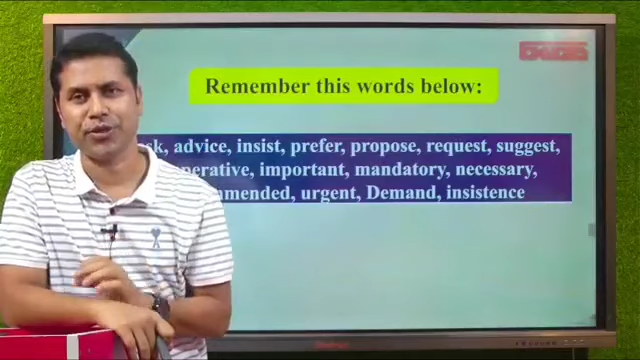 Remember this words below:
advice, insist, prefer, propose, request, suggest,
important, mandatory, necessary,
urgent, Demand, insistence